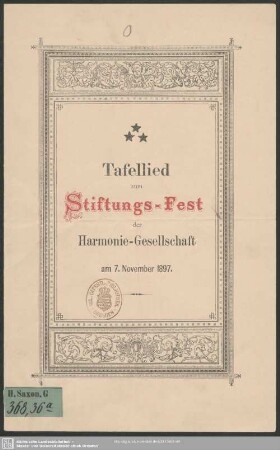 0
Tafellied
zum
Stiftungs-Fest
der
Harmonie-Gesellschaft
am 7. November 1897.
H. Saxon. G
368,36a